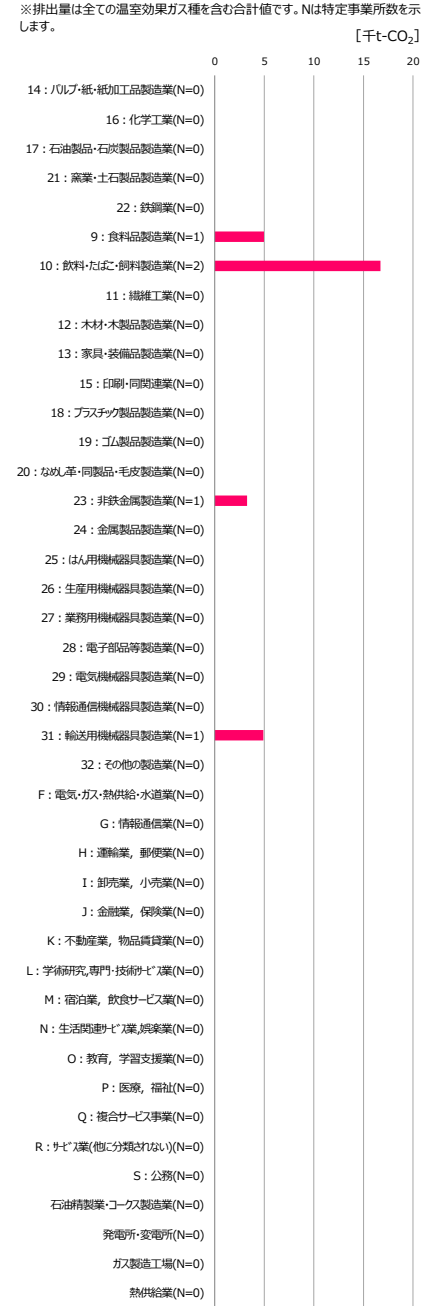 ※排出量は全ての温室効果ガス種を含む合計値です。Nは特定事業所数を示
します。
[千t-CO₂]
0 5 10 15 20
14：パルプ・紙・紙加工品製造業(N=0)
16：化学工業(N=0)
17：石油製品・石炭製品製造業(N=0)
21：窯業・土石製品製造業(N=0)
22：鉄鋼業(N=0)
9：食料品製造業(N=1)
10：飲料・たばこ・飼料製造業(N=2)
11：繊維工業(N=0)
12：木材・木製品製造業(N=0)
13：家具・装備品製造業(N=0)
15：印刷・同関連業(N=0)
18：プラスチック製品製造業(N=0)
19：ゴム製品製造業(N=0)
20：なめし革・同製品・毛皮製造業(N=0)
23：非鉄金属製造業(N=1)
24：金属製品製造業(N=0)
25：はん用機械器具製造業(N=0)
26：生産用機械器具製造業(N=0)
27：業務用機械器具製造業(N=0)
28：電子部品等製造業(N=0)
29：電気機械器具製造業(N=0)
30：情報通信機械器具製造業(N=0)
31：輸送用機械器具製造業(N=1)
32：その他の製造業(N=0)
F：電気・ガス・熱供給・水道業(N=0)
G：情報通信業(N=0)
H：運輸業，郵便業(N=0)
I：卸売業，小売業(N=0)
J：金融業，保険業(N=0)
K：不動産業，物品賃貸業(N=0)
L：学術研究,専門・技術ｻｰﾋﾞｽ業(N=0)
M：宿泊業，飲食サービス業(N=0)
N：生活関連ｻｰﾋﾞｽ業,娯楽業(N=0)
O：教育，学習支援業(N=0)
P：医療，福祉(N=0)
Q：複合サービス事業(N=0)
R：ｻｰﾋﾞｽ業(他に分類されない)(N=0)
S：公務(N=0)
石油精製業・コークス製造業(N=0)
発電所・変電所(N=0)
ガス製造工場(N=0)
熱供給業(N=0)